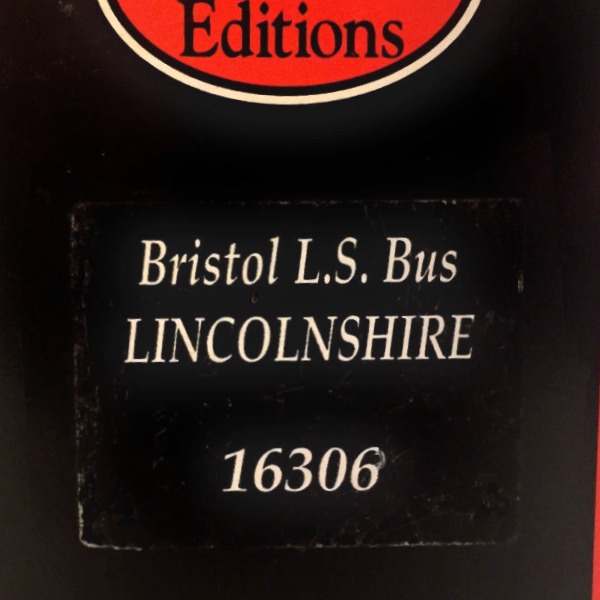 Editions
Bristol L.S. Bus
LINCOLNSHIRE
16306